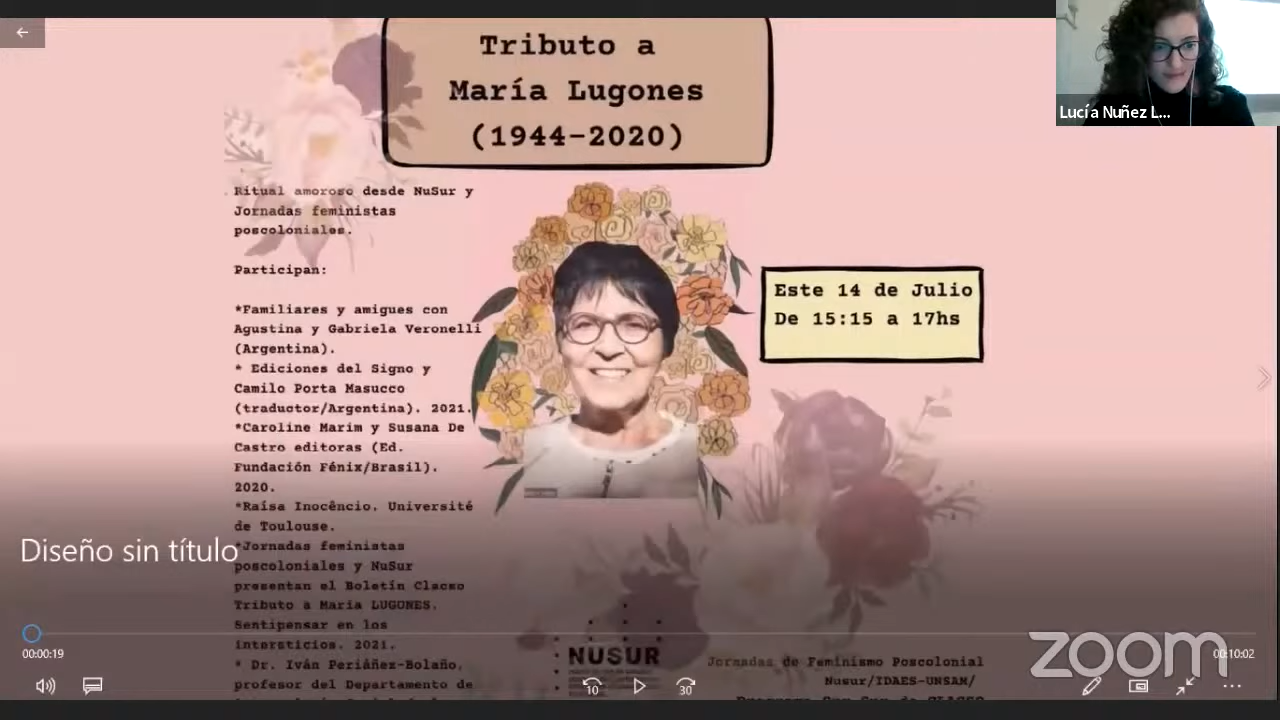 Tributo a
María Lugones
(1944-2020)
Lucía Nuñez L...
Ritual amoroso desde NuSur y
Jornadas feministas
poscoloniales.
Participan:
*Familiares y amigues con
Agustina y Gabriela Veronelli
(Argentina).
* Ediciones del Signo y
Camilo Porta Masucco
(traductor/Argentina). 2021.
*Caroline Marim y Susana De
Castro editoras (Ed.
Fundación Fénix/Brasil).
2020.
*Raísa Inocêncio. Université
de Toulouse.
*Jornadas feministas
poscoloniales y NuSur
presentan el Boletín Clacso
Tributo a María LUGONES.
Sentipensar en los
intersticios. 2021.
* Dr. Iván Periáñez-Bolaño,
profesor del Departamento de
Este 14 de Julio
De 15:15 a 17hs
Diseño sin título
NUSUR
Jornadas de Feminismo Poscolonial
Nusur/IDAES-UNSAM/
zoom
00:00:19
00:10:02
10
30